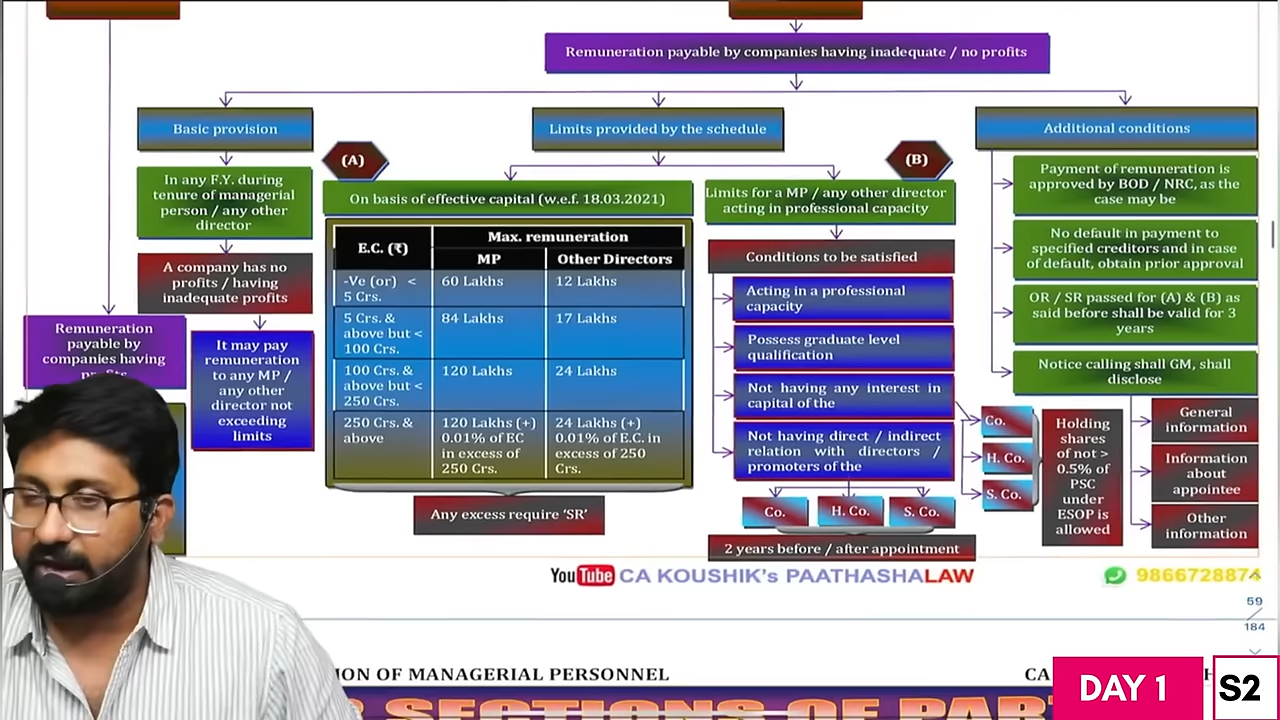 Remuneration payable by companies having inadequate / no profits
Basic provision
Limits provided by the schedule
Additional conditions
(A)
(B)
In any F.Y. during
tenure of managerial
person / any other
director
A company has no
profits / having
inadequate profits
It may pay
remuneration
to any MP /
any other
director not
exceeding
limits
Remuneration
payable by
companies having
On basis of effective capital (w.e.f. 18.03.2021)
E.C. (₹)
Max. remuneration
MP
Other Directors
-Ve (or) <
5 Crs.
60 Lakhs
12 Lakhs
5 Crs. &
above but <
100 Crs.
84 Lakhs
17 Lakhs
100 Crs. &
above but <
250 Crs.
120 Lakhs
24 Lakhs
250 Crs. &
above
120 Lakhs (+)
0.01% of EC
in excess of
250 Crs.
24 Lakhs (+)
0.01% of E.C. in
excess of 250
Crs.
Any excess require ‘SR’
Limits for a MP / any other director
acting in professional capacity
Conditions to be satisfied
Acting in a professional
capacity
Possess graduate level
qualification
Not having any interest in
capital of the
Not having direct / indirect
relation with directors /
promoters of the
Co.
H. Co.
S. Co.
2 years before / after appointment
Co.
H. Co.
S. Co.
Holding
shares
of not >
0.5% of
PSC
under
ESOP is
allowed
Payment of remuneration is
approved by BOD / NRC, as the
case may be
No default in payment to
specified creditors and in case
of default, obtain prior approval
OR / SR passed for (A) & (B) as
said before shall be valid for 3
years
Notice calling shall GM, shall
disclose
General
information
Information
about
appointee
Other
information
YouTube CA KOUSHIK’s PAATHASHALAW
9866728874
59
184
ION OF MANAGERIAL PERSONNEL
CA
SECTIONS OF PAR
DAY 1
S2